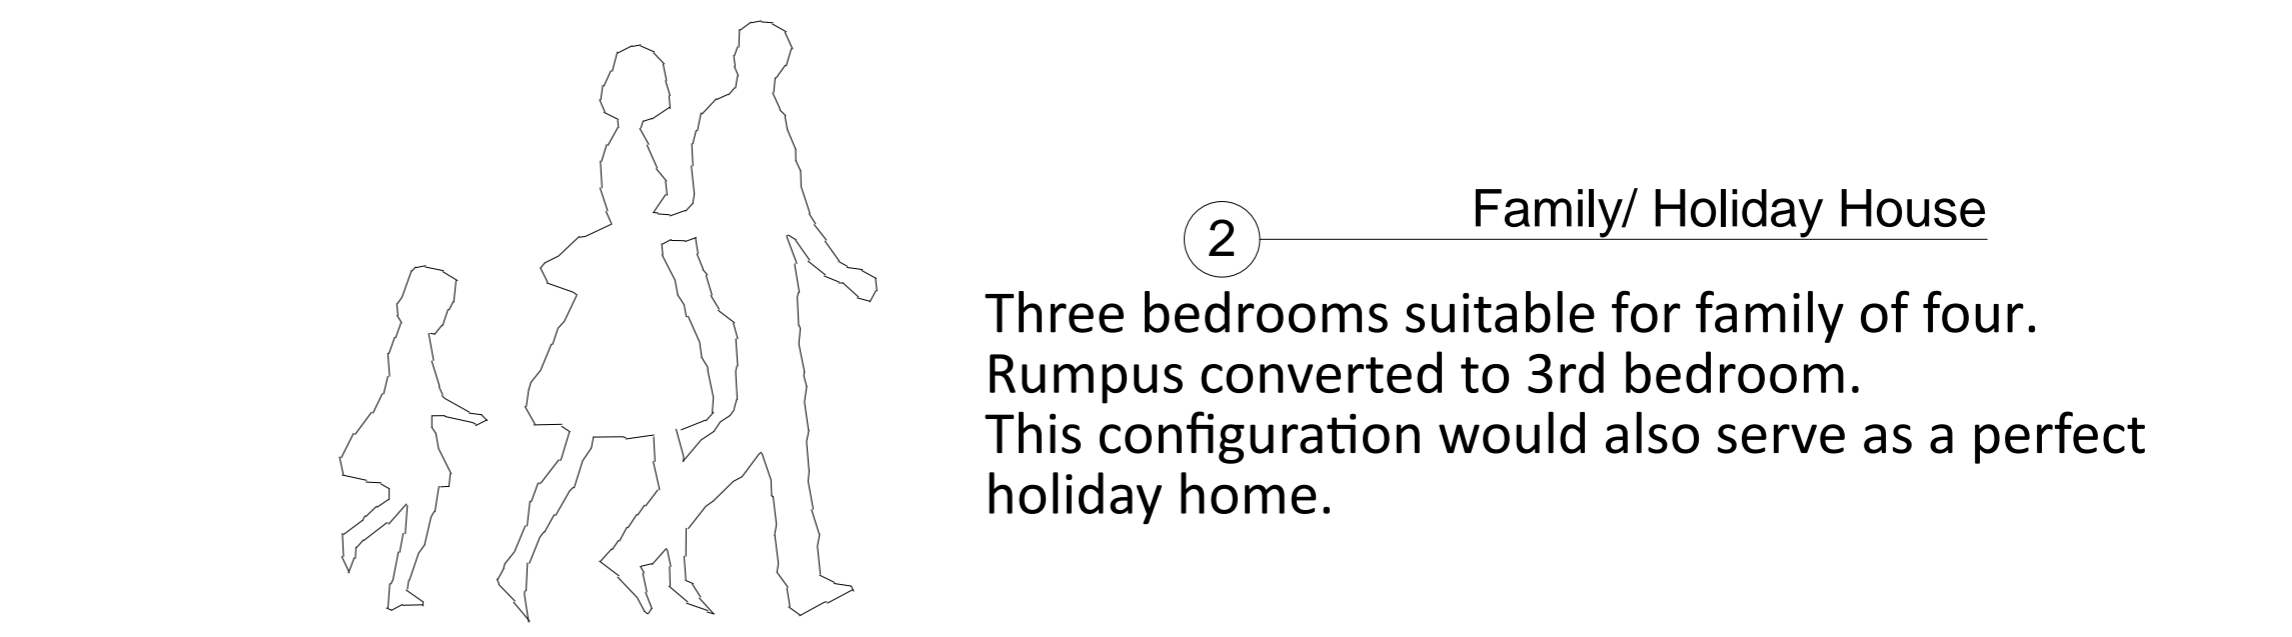 Family/ Holiday House
2
Three bedrooms suitable for family of four.
Rumpus converted to 3rd bedroom.
This configuration would also serve as a perfect
holiday home.